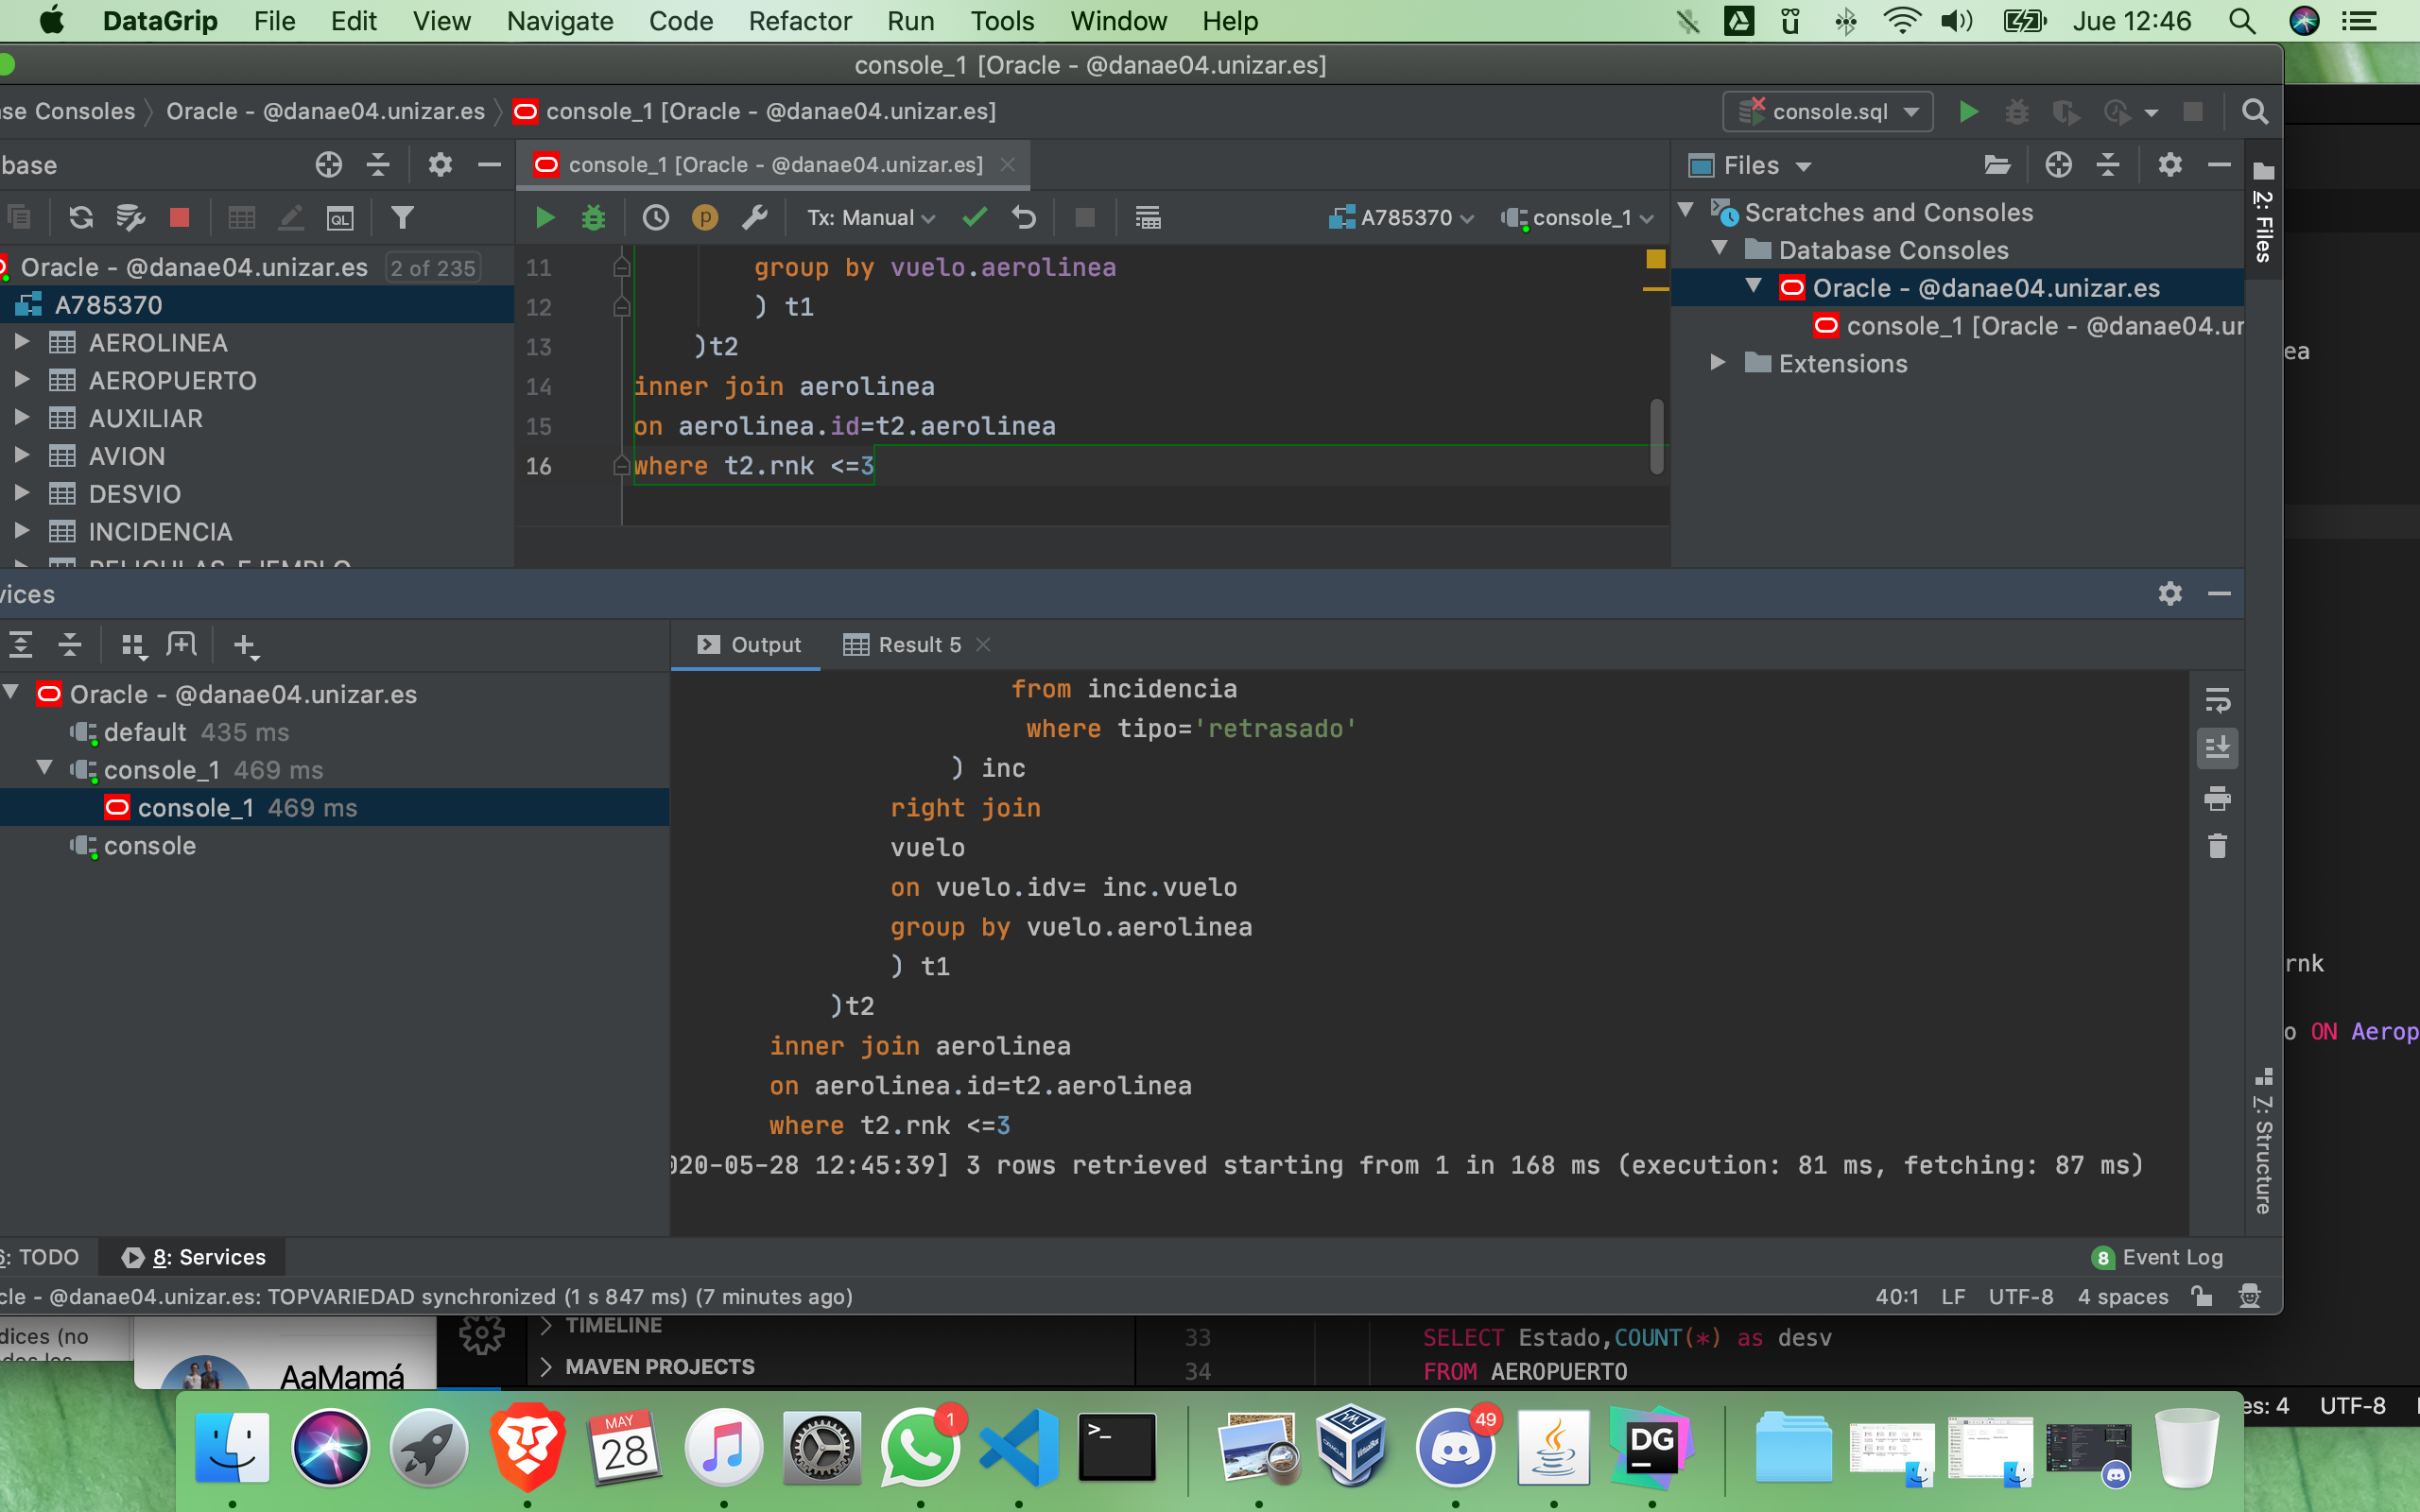 DataGrip File Edit View Navigate Code Refactor Run Tools Window Help Jue 12:46
console_1 [Oracle - @danae04.unizar.es]
se Consoles Oracle - @danae04.unizar.es console_1 [Oracle - @danae04.unizar.es] console.sql
base
console_1 [Oracle - @danae04.unizar.es]
Files
QL
p
Tx: Manual
A785370
console_1
Oracle - @danae04.unizar.es 2 of 235
A785370
AEROLINEA
AEROPUERTO
AUXILIAR
AVION
DESVIO
INCIDENCIA
PELICULAS_EJEMPLO
11 group by vuelo.aerolinea
12 ) t1
13 )t2
14 inner join aerolinea
15 on aerolinea.id=t2.aerolinea
16 where t2.rnk <=3
Scratches and Consoles
Database Consoles
Oracle - @danae04.unizar.es
console_1 [Oracle - @danae04.ur
Extensions
2: Files
ea
vices
Output Result 5
Oracle - @danae04.unizar.es
default 435 ms
console_1 469 ms
console_1 469 ms
console
from incidencia
where tipo='retrasado'
) inc
right join
vuelo
on vuelo.idv= inc.vuelo
group by vuelo.aerolinea
) t1
)t2
inner join aerolinea
on aerolinea.id=t2.aerolinea
where t2.rnk <=3
020-05-28 12:45:39] 3 rows retrieved starting from 1 in 168 ms (execution: 81 ms, fetching: 87 ms)
rnk
o ON Aerop
7: Structure
6: TODO 8: Services 8 Event Log
cle - @danae04.unizar.es: TOPVARIEDAD synchronized (1 s 847 ms) (7 minutes ago) 40:1 LF UTF-8 4 spaces
dices (no
AaMamá
TIMELINE
MAVEN PROJECTS
33 SELECT Estado,COUNT(*) as desv
34 FROM AEROPUERTO
es: 4 UTF-8
MAY
28
1
>_
49
DG